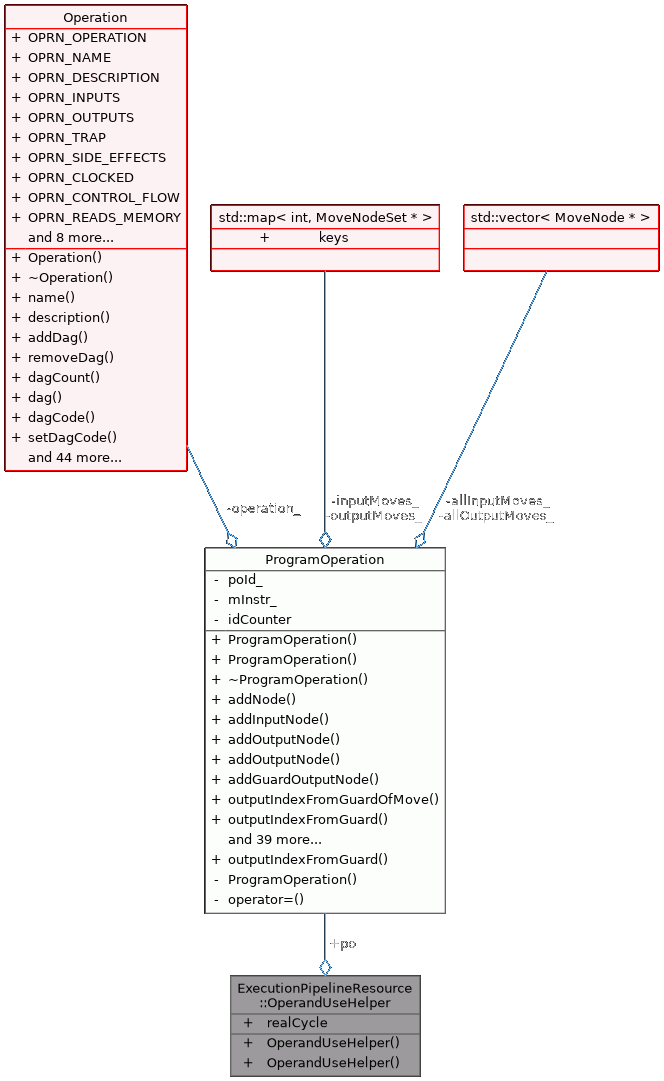 Operation
+ OPRN_OPERATION
+ OPRN_NAME
+ OPRN_DESCRIPTION
+ OPRN_INPUTS
+ OPRN_OUTPUTS
+ OPRN_TRAP
+ OPRN_SIDE_EFFECTS
+ OPRN_CLOCKED
+ OPRN_CONTROL_FLOW
+ OPRN_READS_MEMORY
and 8 more...
+ Operation()
+ ~Operation()
+ name()
+ description()
+ addDag()
+ removeDag()
+ dagCount()
+ dag()
+ dagCode()
+ setDagCode()
and 44 more...
std::map< int, MoveNodeSet * >
+ keys
std::vector< MoveNode * >
-operation_
-inputMoves_
-outputMoves_
-allInputMoves_
-allOutputMoves_
ProgramOperation
- poId_
- mInstr_
- idCounter
+ ProgramOperation()
+ ProgramOperation()
+ ~ProgramOperation()
+ addNode()
+ addInputNode()
+ addOutputNode()
+ addOutputNode()
+ addGuardOutputNode()
+ outputIndexFromGuardOfMove()
+ outputIndexFromGuard()
and 39 more...
+ outputIndexFromGuard()
- ProgramOperation()
- operator=()
+po
ExecutionPipelineResource
::OperandUseHelper
+ realCycle
+ OperandUseHelper()
+ OperandUseHelper()